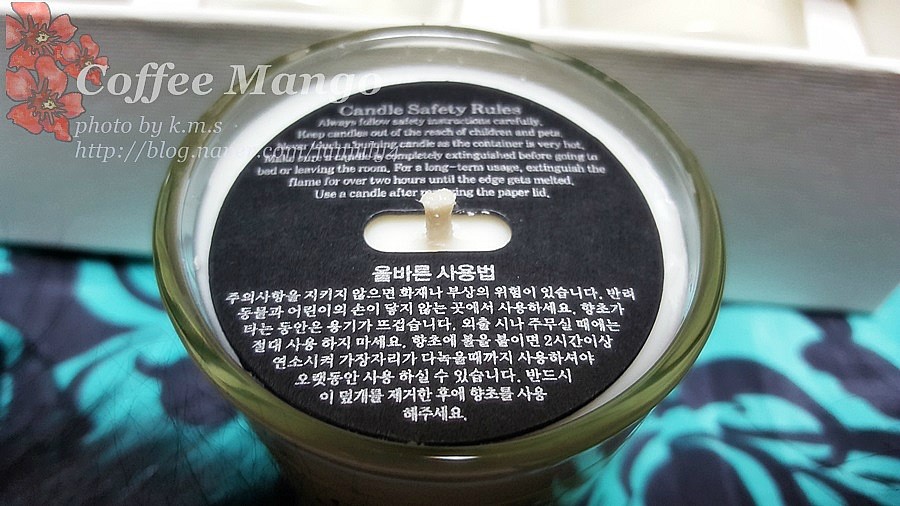 Coffee Mango
photo by k.m.s
Candle Safety Rules
Always follow safety instructions carefully.
Keep candles out of the reach of children and pets.
Never touch a burning candle as the container is very hot.
Make sure a candle is completely extinguished before going to
bed or leaving the room. For a long-term usage, extinguish the
flame for over two hours until the edge gets melted.
Use a candle after removing the paper lid.
올바른 사용법
주의사항을 지키지 않으면 화재나 부상의 위험이 있습니다. 반려
동물과 어린이의 손이 닿지 않는 곳에서 사용하세요. 향초가
타는 동안은 용기가 뜨겁습니다. 외출 시나 주무실 때에는
절대 사용 하지 마세요. 향초에 불을 붙이면 2시간이상
연소시켜 가장자리가 다녹을때까지 사용하셔야
오랫동안 사용 하실 수 있습니다. 반드시
이 덮개를 제거한 후에 향초를 사용
해주세요.